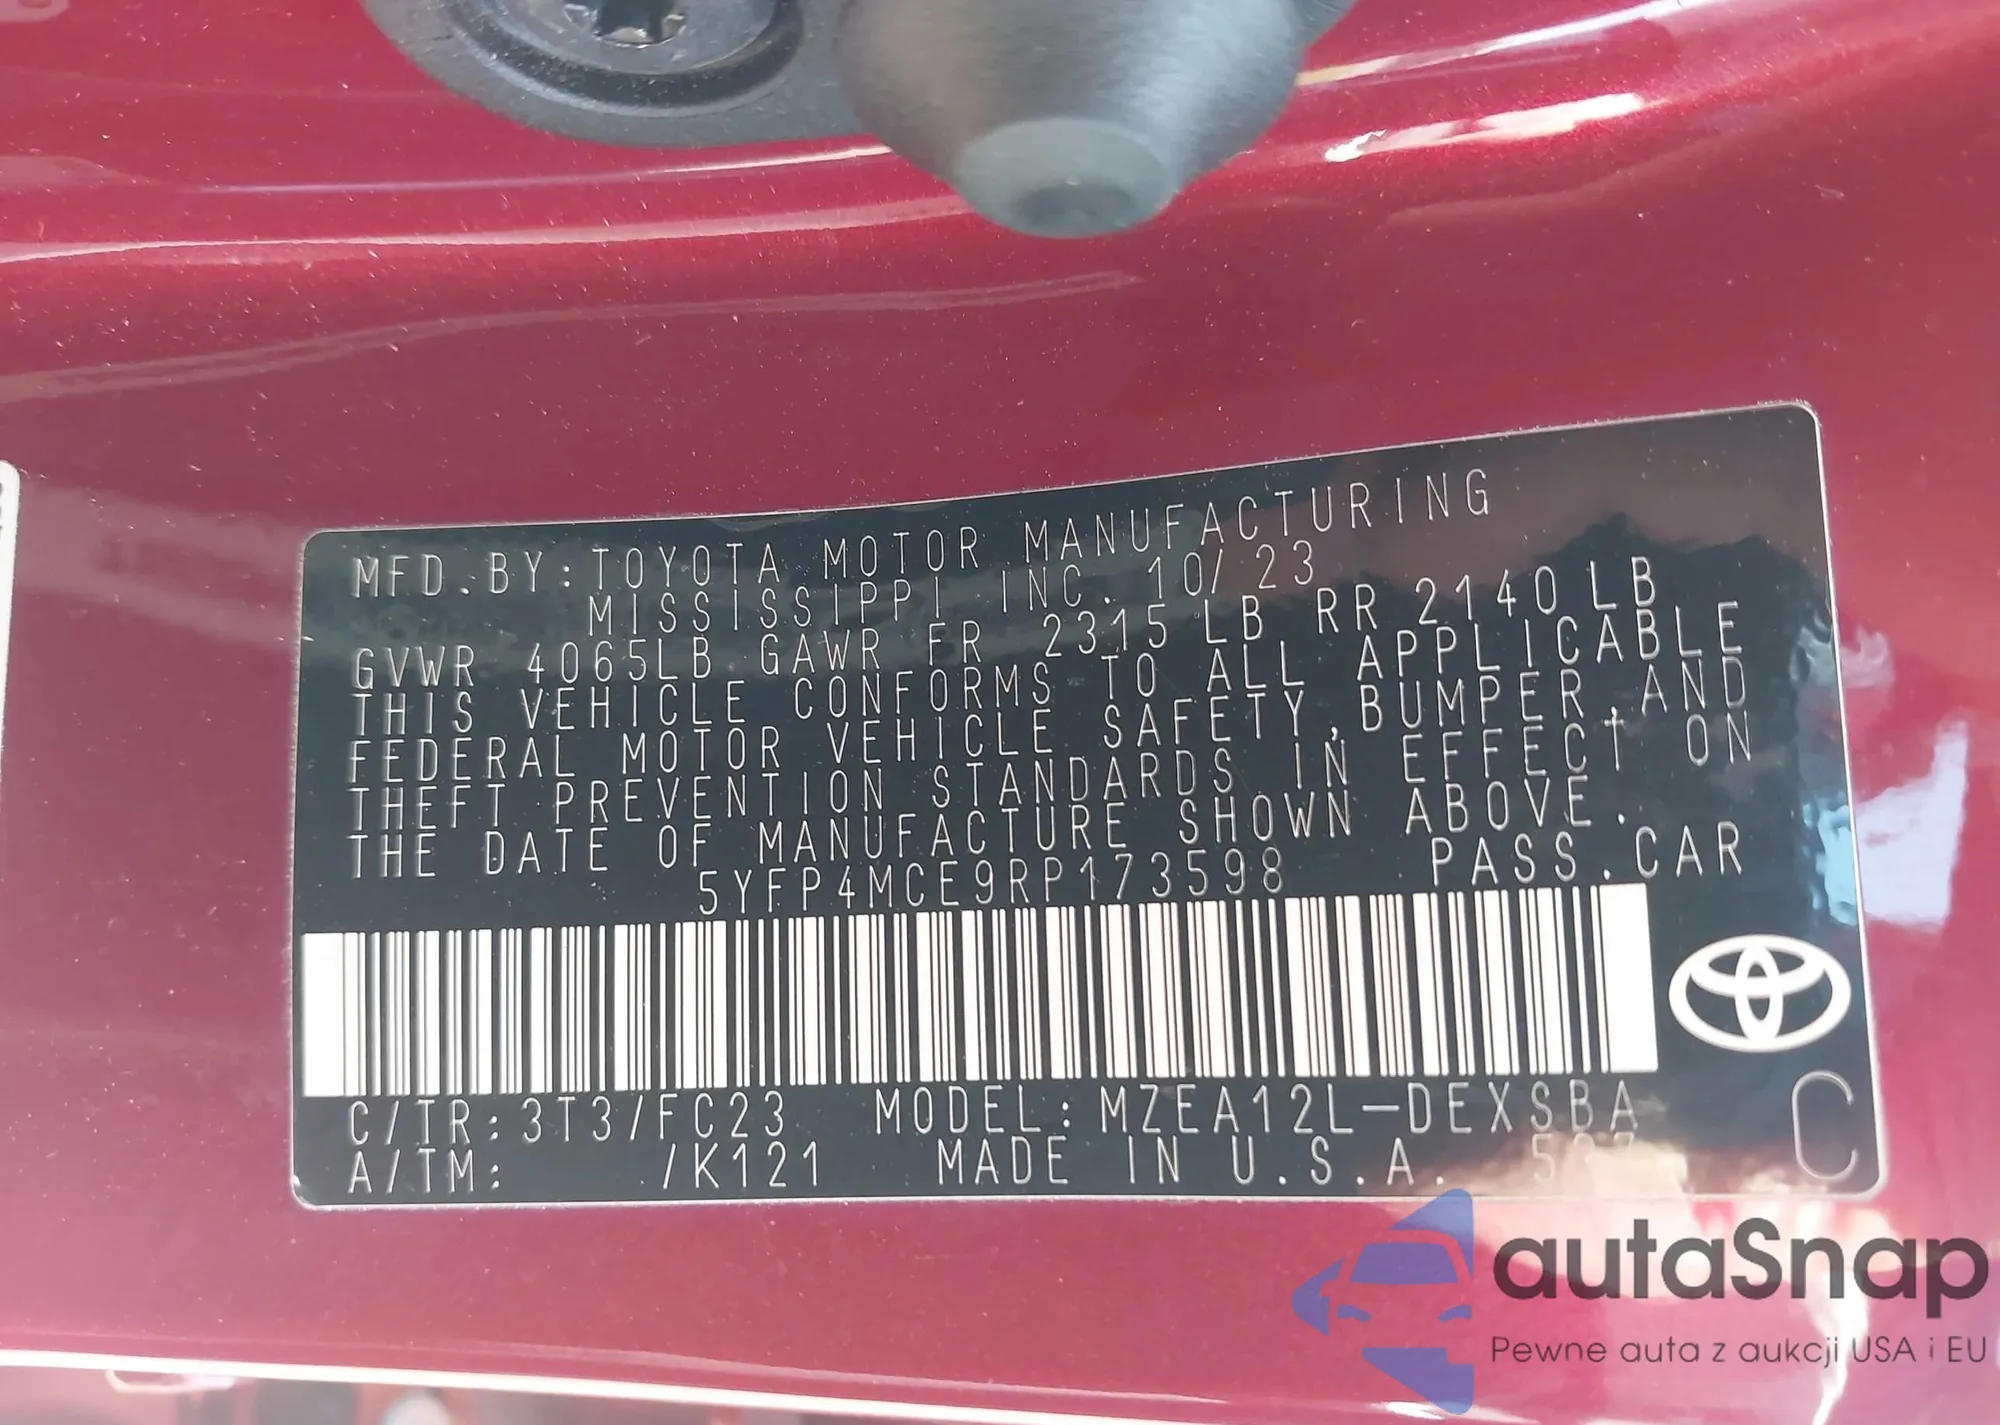 MFD.BY:TOYOTA MOTOR MANUFACTURING
MISSISSIPPI INC. 10/23
GVWR 4065LB GAWR FR 2315 LB RR 2140LB
THIS VEHICLE CONFORMS TO ALL APPLICABLE
FEDERAL MOTOR VEHICLE SAFETY,BUMPER,AND
THEFT PREVENTION STANDARDS IN EFFECT ON
THE DATE OF MANUFACTURE SHOWN ABOVE.
5YFP4MCE9RP173598 PASS.CAR
C/TR:3T3/FC23 MODEL:MZEA12L-DEXSBA
A/TM: /K121 MADE IN U.S.A.
C
autaSnap
Pewne auta z aukcji USA i EU